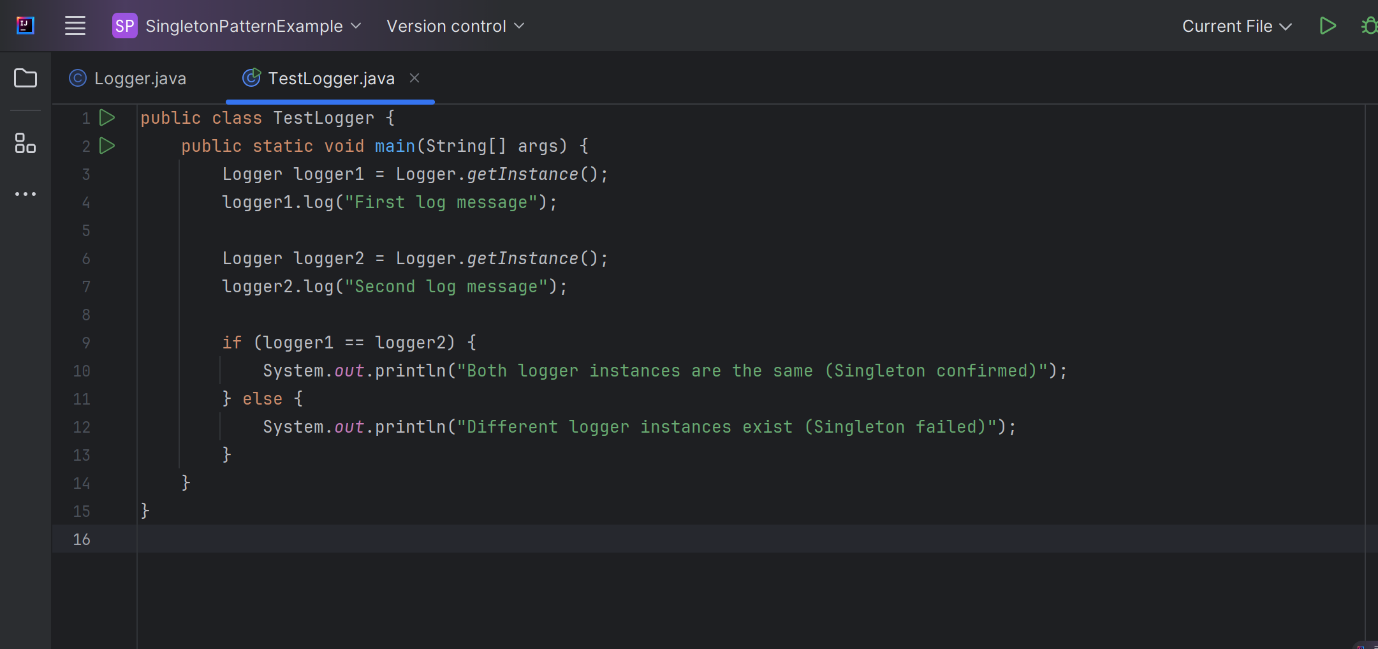 SP SingletonPatternExample Version control Current File
Logger.java TestLogger.java
1 public class TestLogger {
2     public static void main(String[] args) {
3         Logger logger1 = Logger.getInstance();
4         logger1.log("First log message");
5
6         Logger logger2 = Logger.getInstance();
7         logger2.log("Second log message");
8
9         if (logger1 == logger2) {
10             System.out.println("Both logger instances are the same (Singleton confirmed)");
11         } else {
12             System.out.println("Different logger instances exist (Singleton failed)");
13         }
14     }
15 }
16